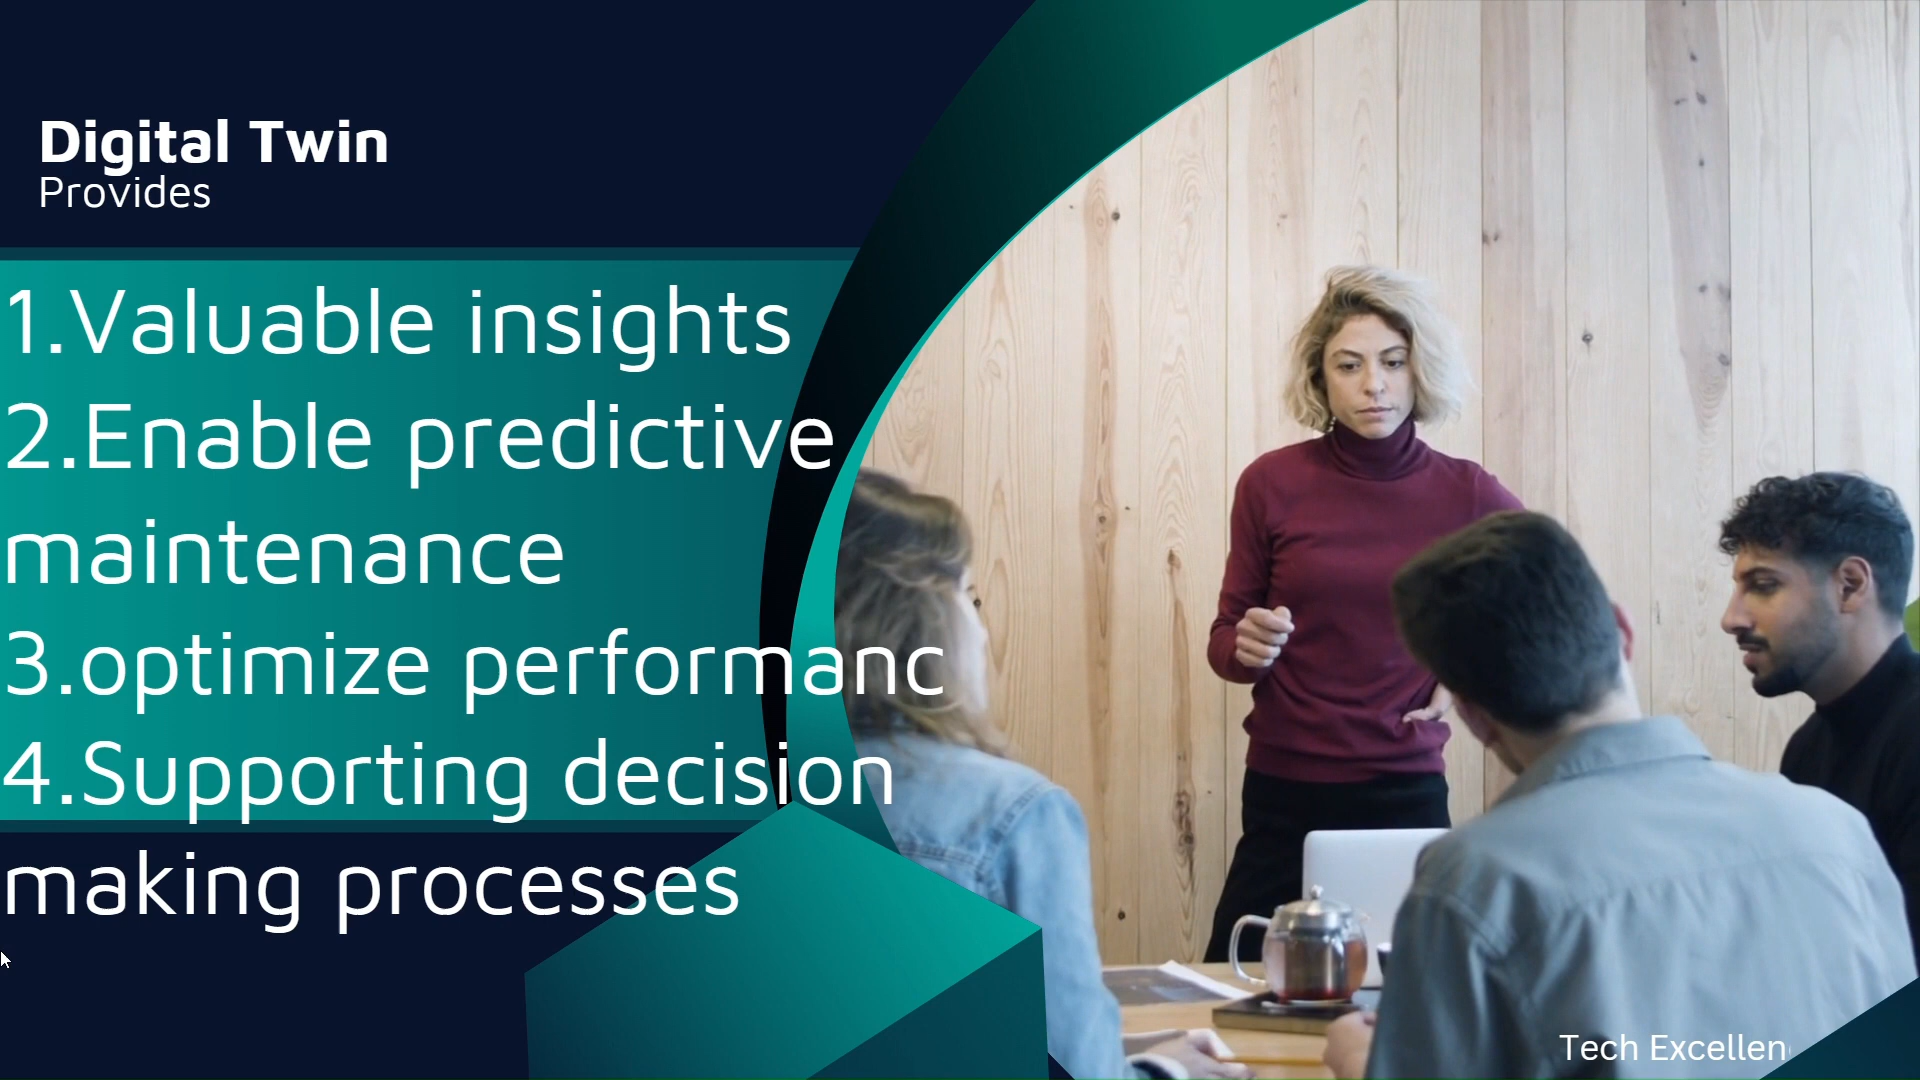 Digital Twin
Provides
1.Valuable insights
2.Enable predictive
maintenance
3.optimize performanc
4.Supporting decision
making processes
Tech Excellen